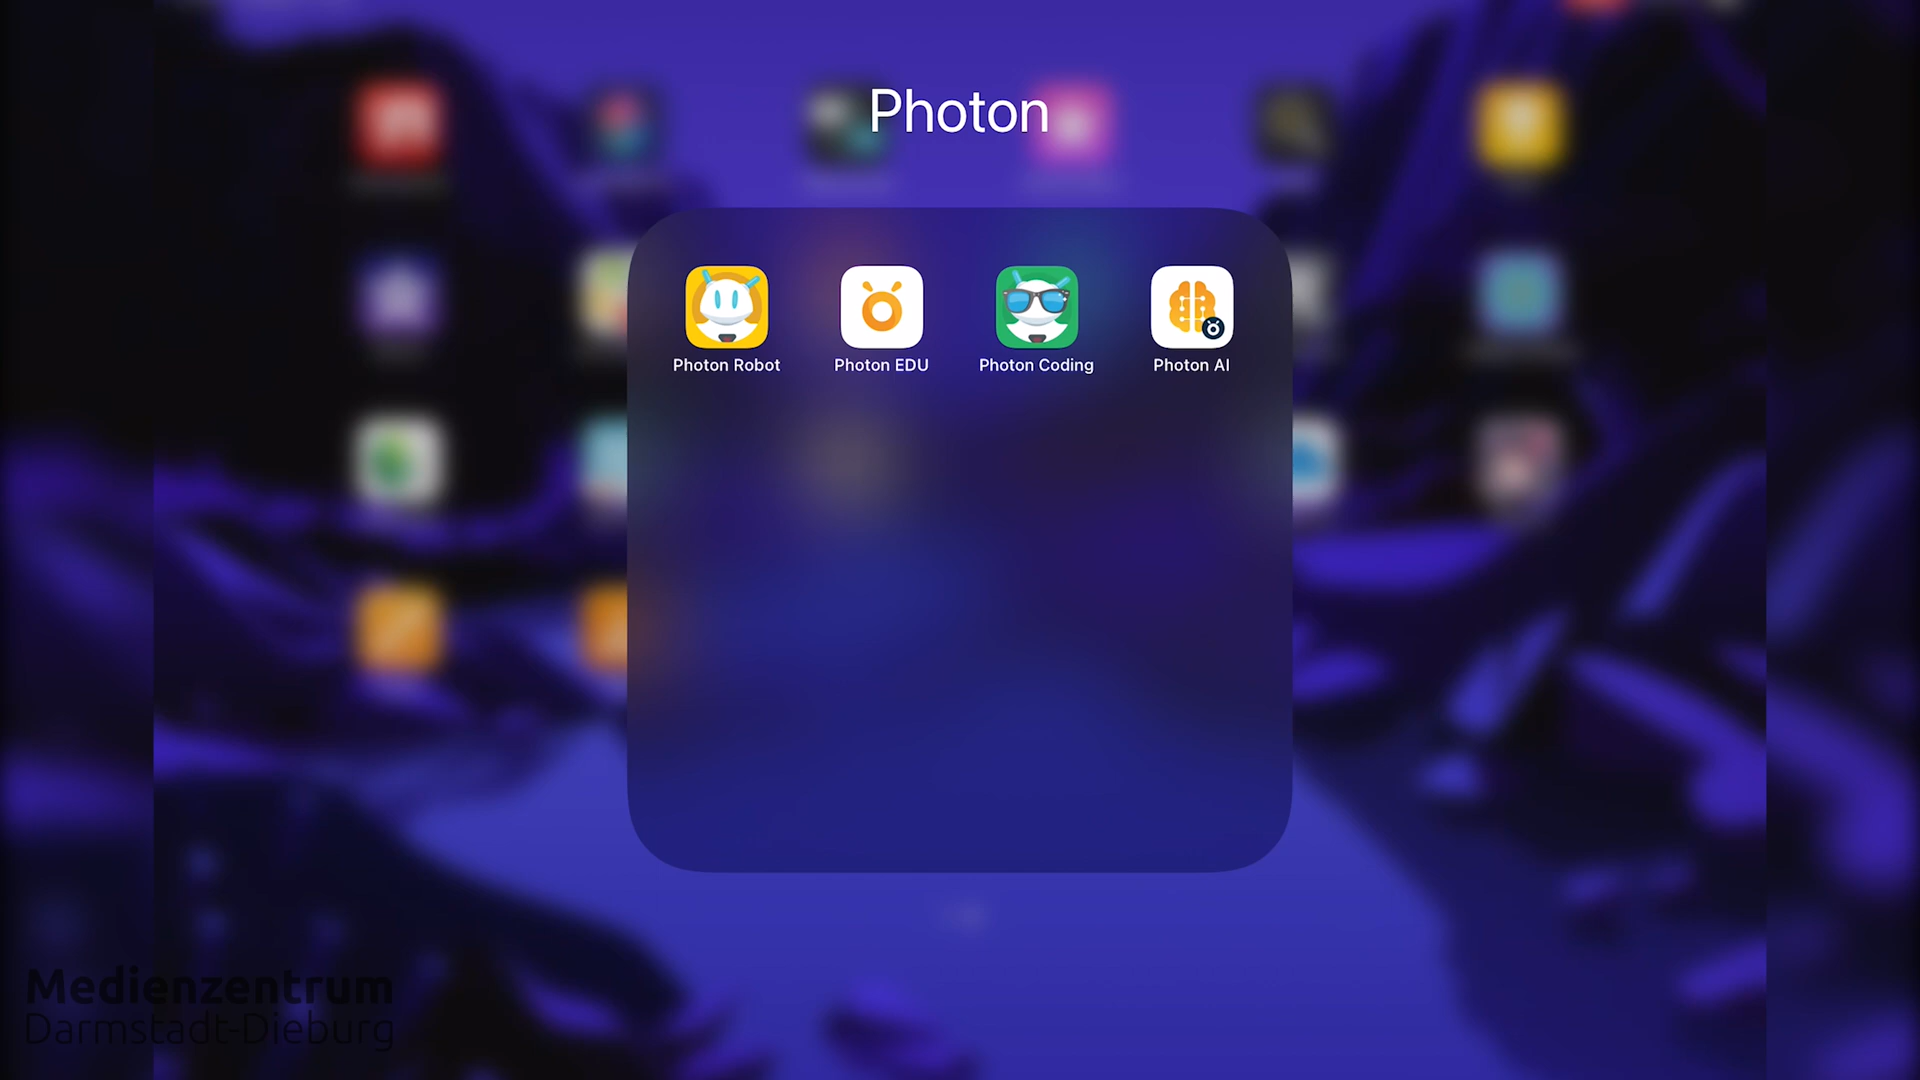 Photon
Photon Robot
Photon EDU
Photon Coding
Photon AI
Medienzentrum
Darmstadt-Dieburg